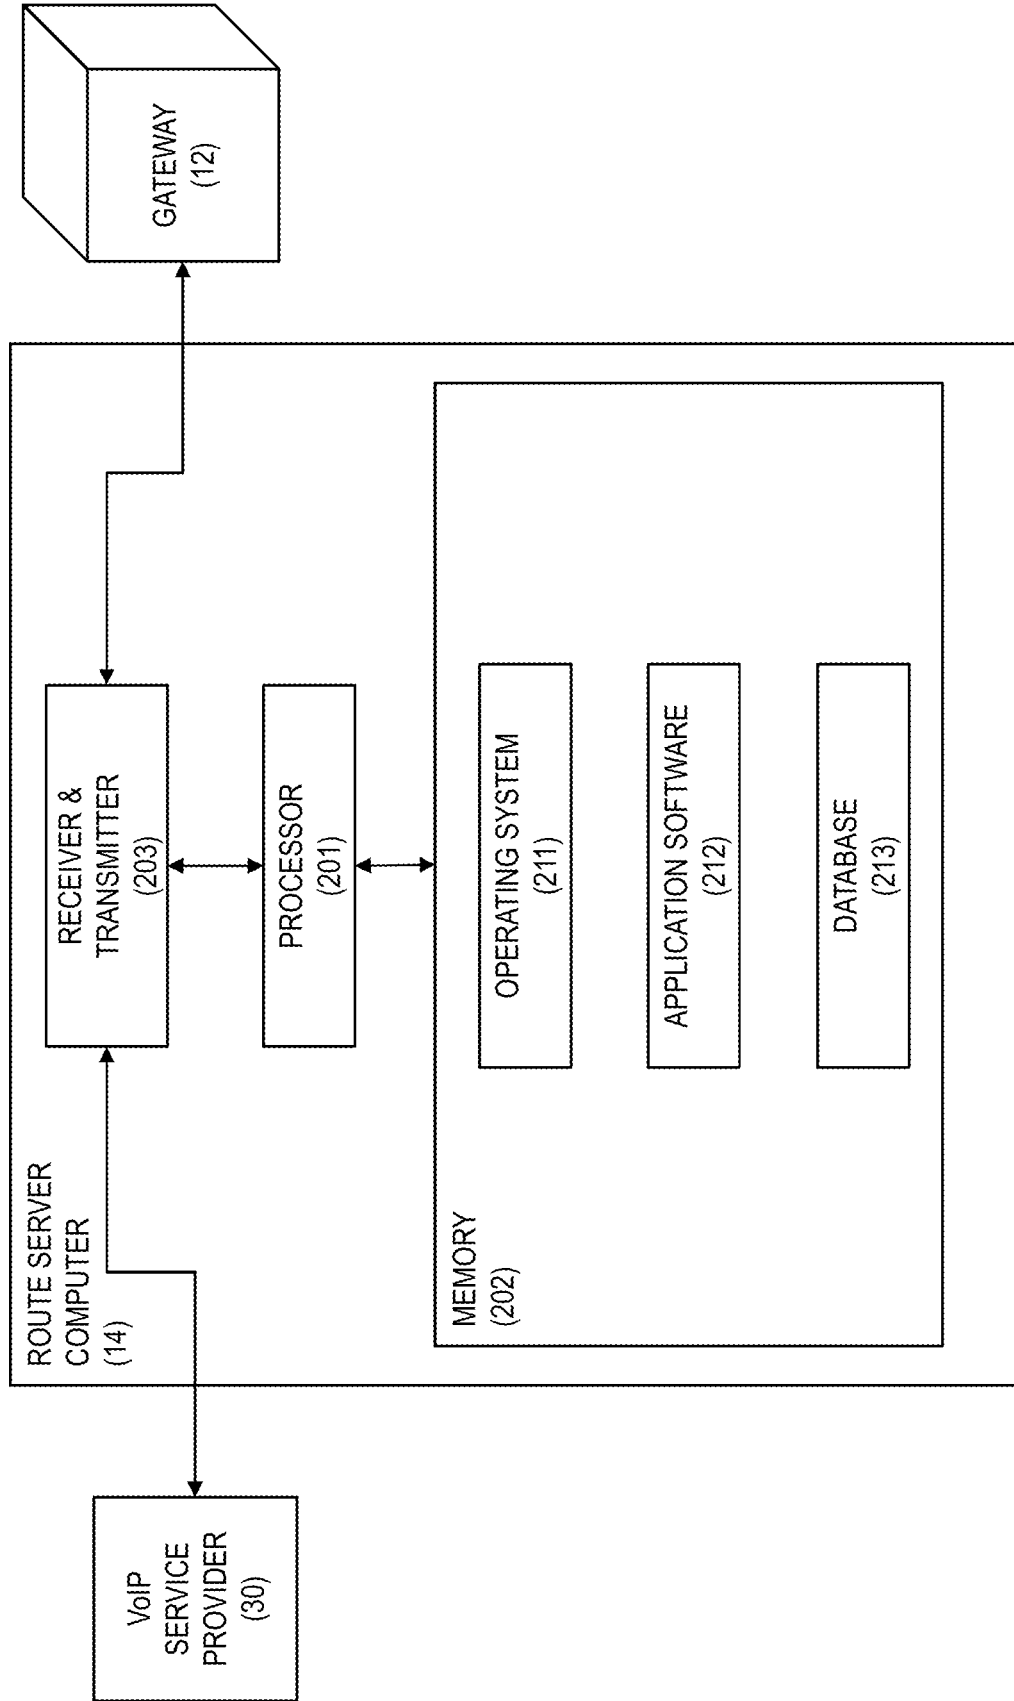 VoIP
SERVICE
PROVIDER
(30)
ROUTE SERVER
COMPUTER
(14)
RECEIVER &
TRANSMITTER
(203)
PROCESSOR
(201)
MEMORY
(202)
OPERATING SYSTEM
(211)
APPLICATION SOFTWARE
(212)
DATABASE
(213)
GATEWAY
(12)